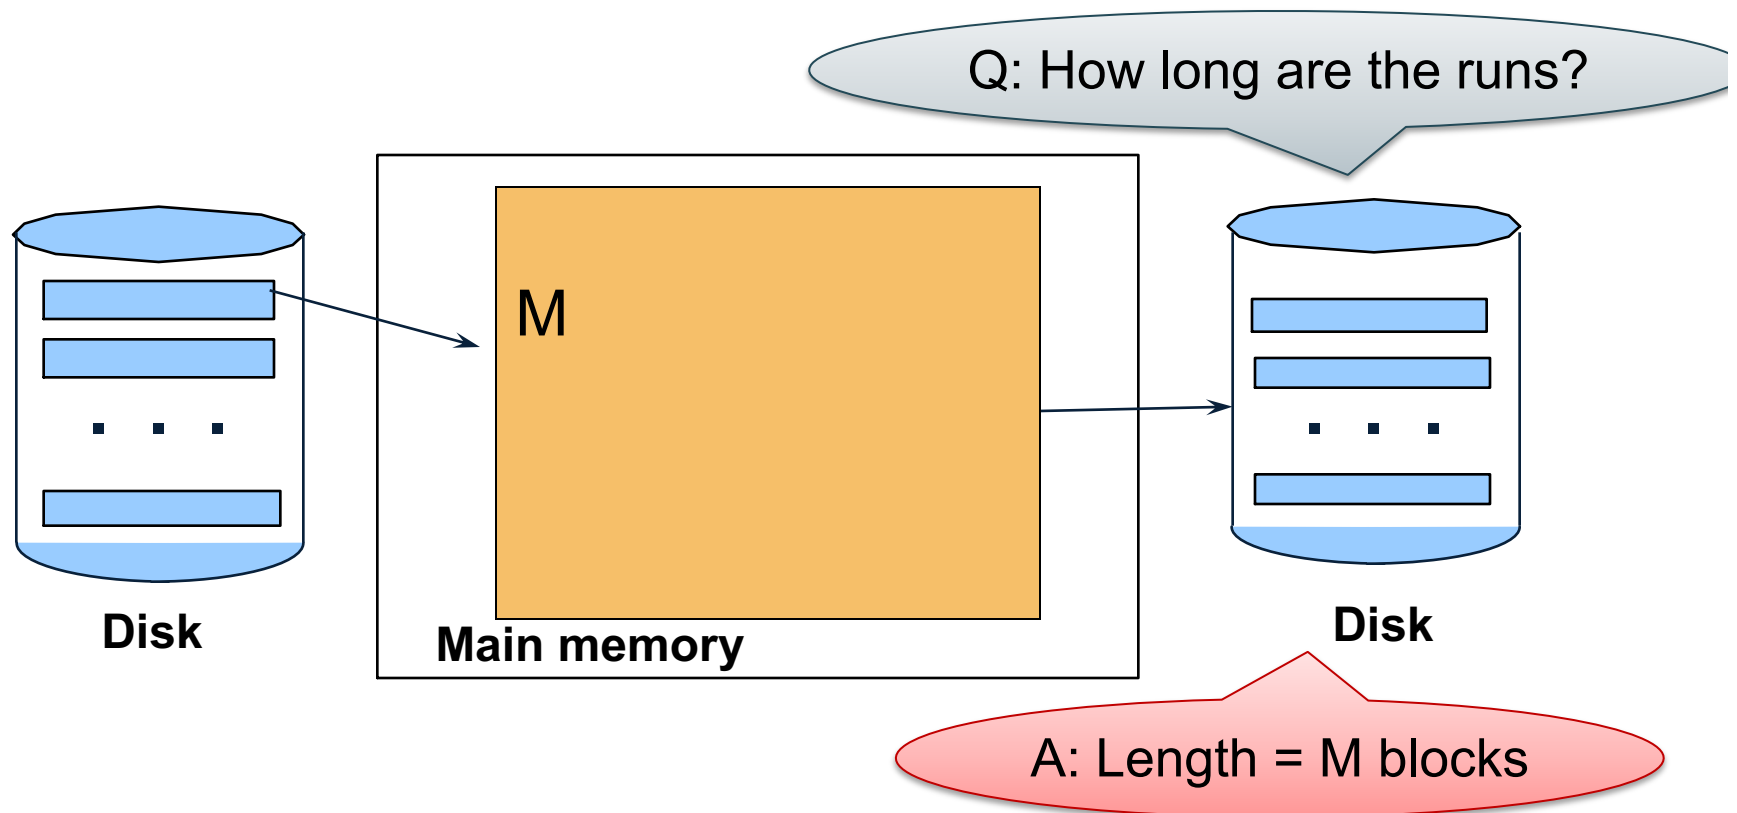 Q: How long are the runs?
M
Disk
Main memory
Disk
A: Length = M blocks